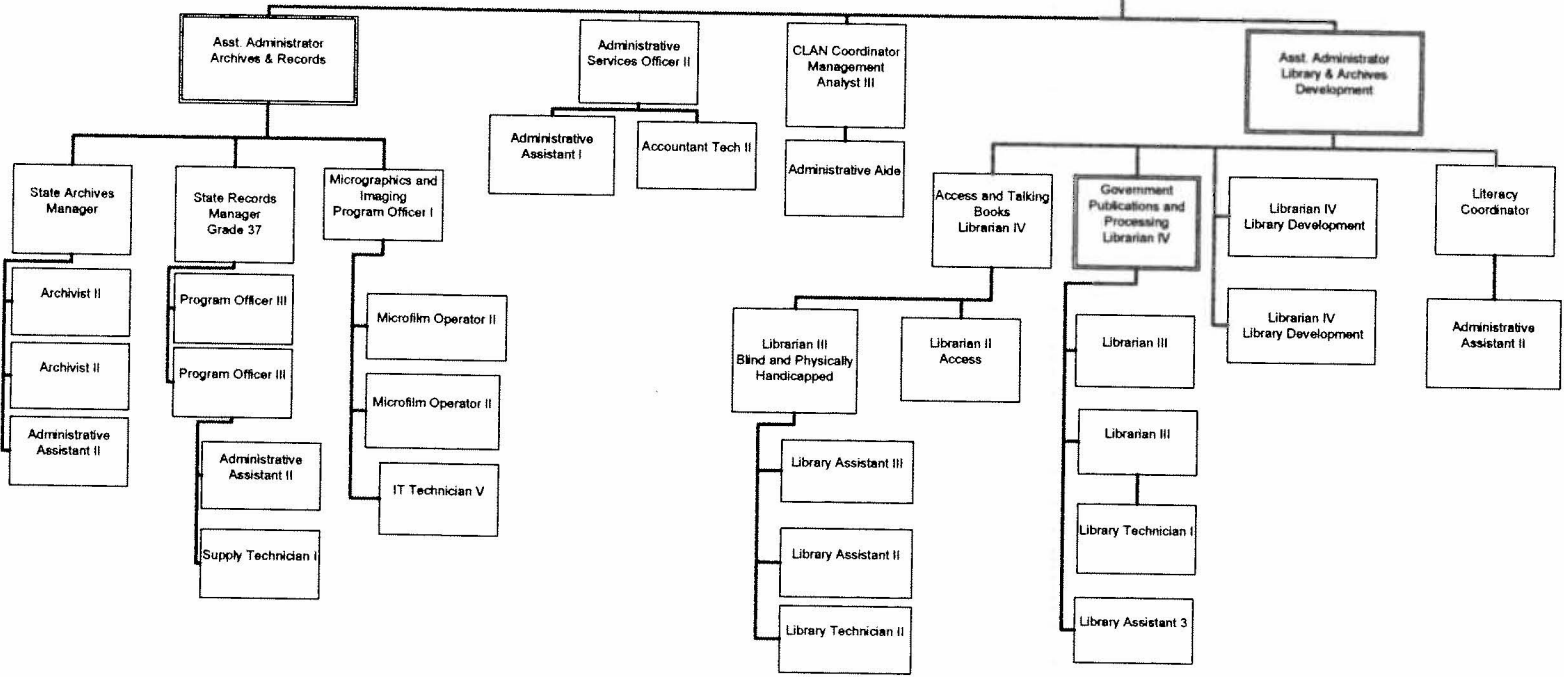 Asst. Administrator
Archives & Records
Administrative
Services Officer II
CLAN Coordinator
Management
Analyst III
Asst. Administrator
Library & Archives
Development
Administrative
Assistant I
Accountant Tech II
Administrative Aide
State Archives
Manager
State Records
Manager
Grade 37
Micrographics and
Imaging
Program Officer I
Access and Talking
Books
Librarian IV
Government
Publications and
Processing
Librarian IV
Librarian IV
Library Development
Literacy
Coordinator
Archivist II
Archivist II
Administrative
Assistant II
Program Officer III
Program Officer III
Administrative
Assistant II
Supply Technician I
Microfilm Operator II
Microfilm Operator II
IT Technician V
Librarian III
Blind and Physically
Handicapped
Librarian II
Access
Library Assistant III
Library Assistant II
Library Technician II
Librarian III
Librarian III
Library Technician I
Library Assistant 3
Librarian IV
Library Development
Administrative
Assistant II